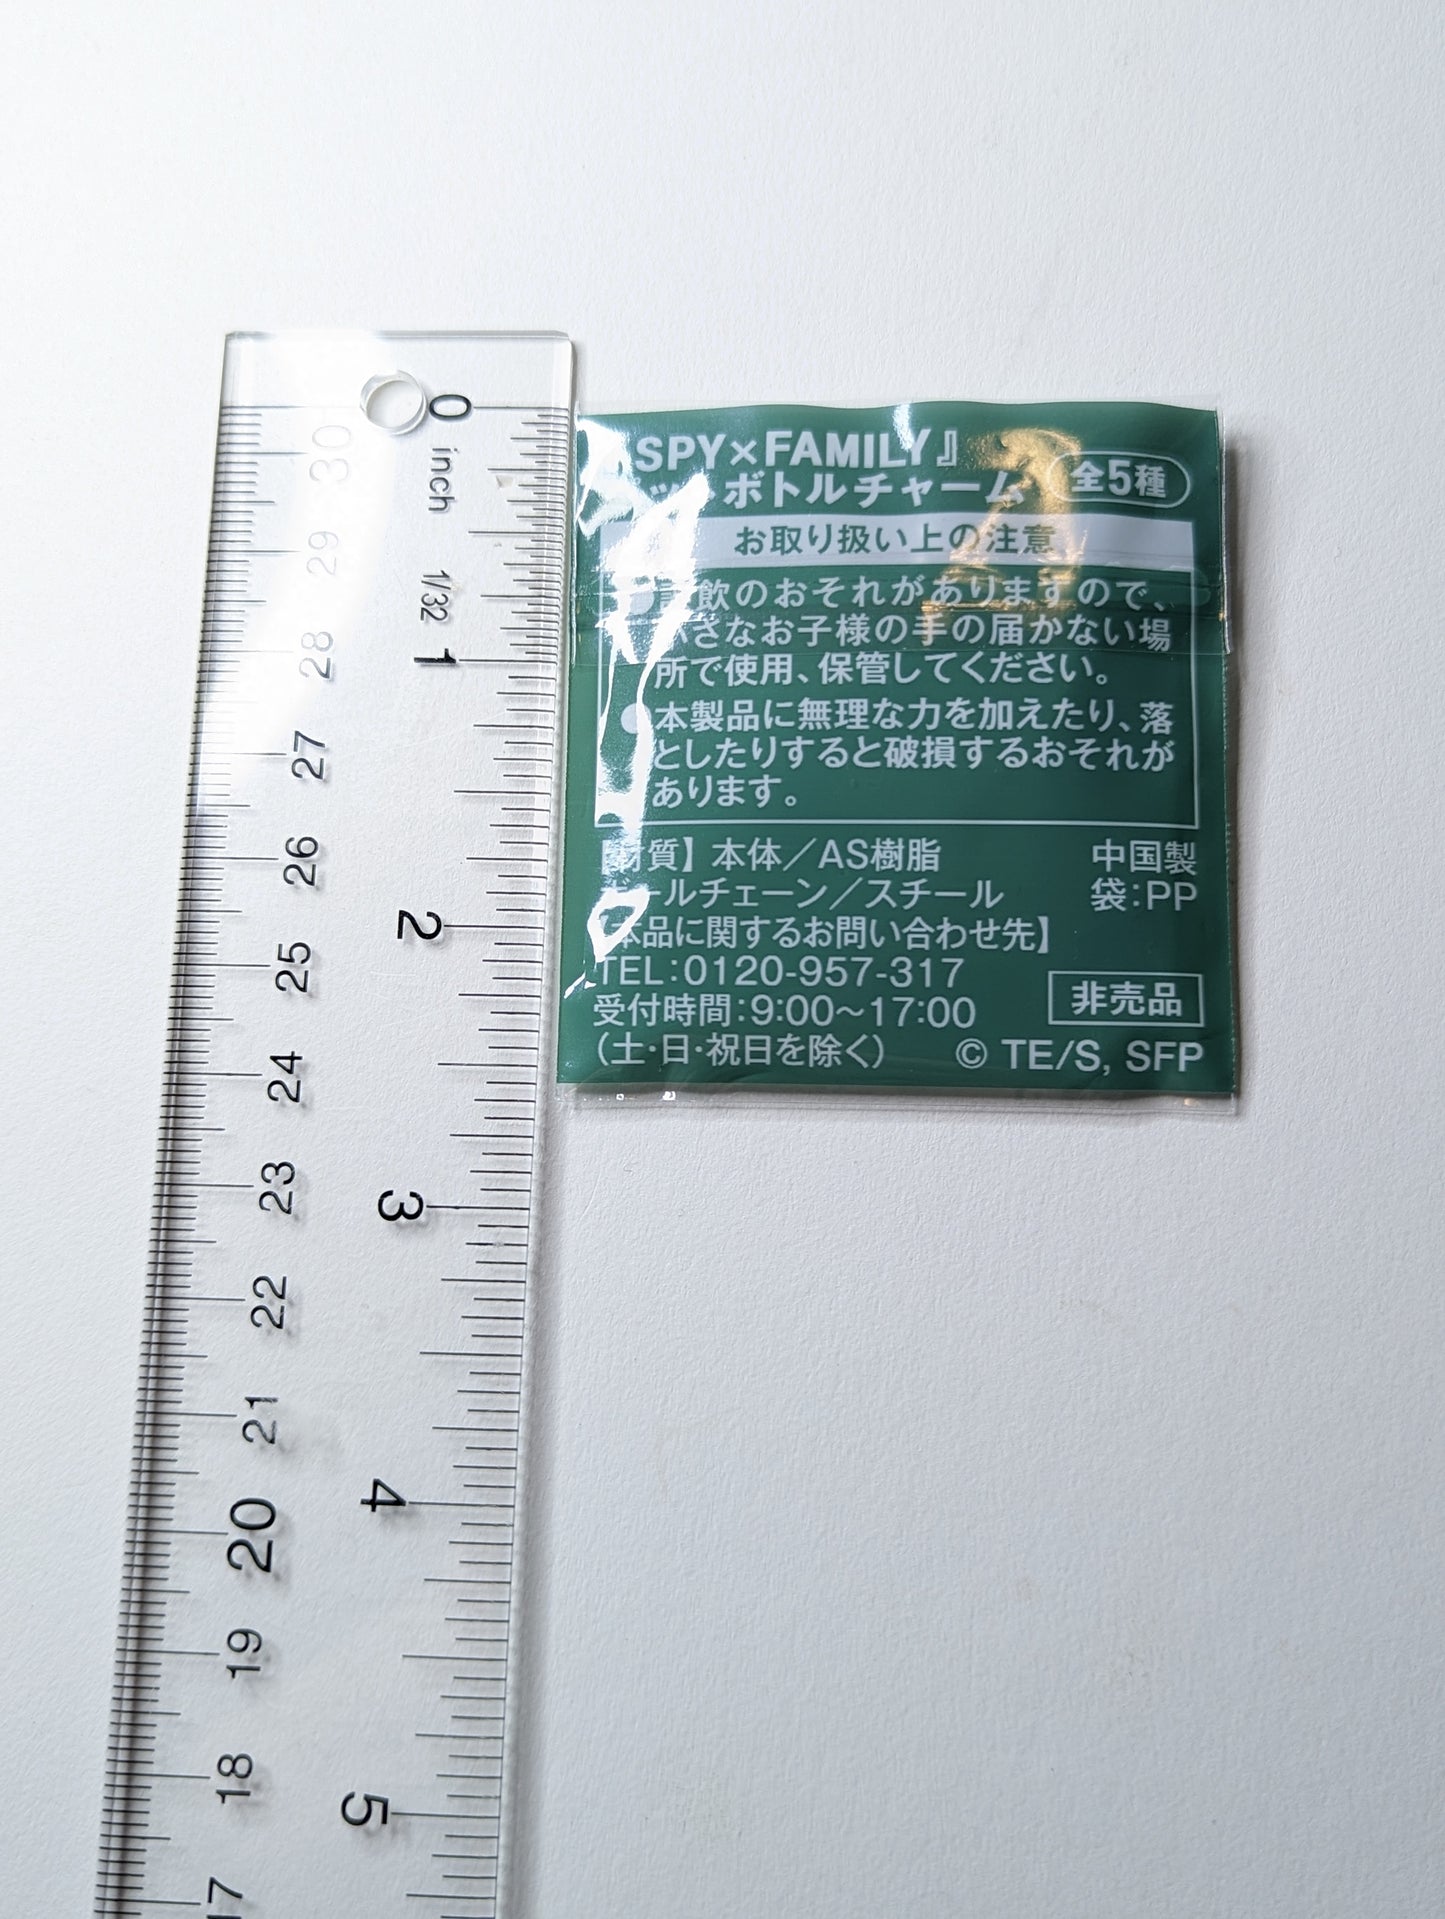 0
inch
1/32
1
2
3
4
5
30
29
28
27
26
25
24
23
22
21
20
19
18
17
SPY×FAMILY』
ボトルチャーム 全5種
お取り扱い上の注意
飲のおそれがありますので、
小さなお子様の手の届かない場
所で使用、保管してください。
●本製品に無理な力を加えたり、落
としたりすると破損するおそれが
あります。
【材質】本体／AS樹脂 中国製
ボールチェーン／スチール 袋:PP
【本品に関するお問い合わせ先】
TEL:0120-957-317
受付時間:9:00～17:00 非売品
(土・日・祝日を除く) © TE/S, SFP